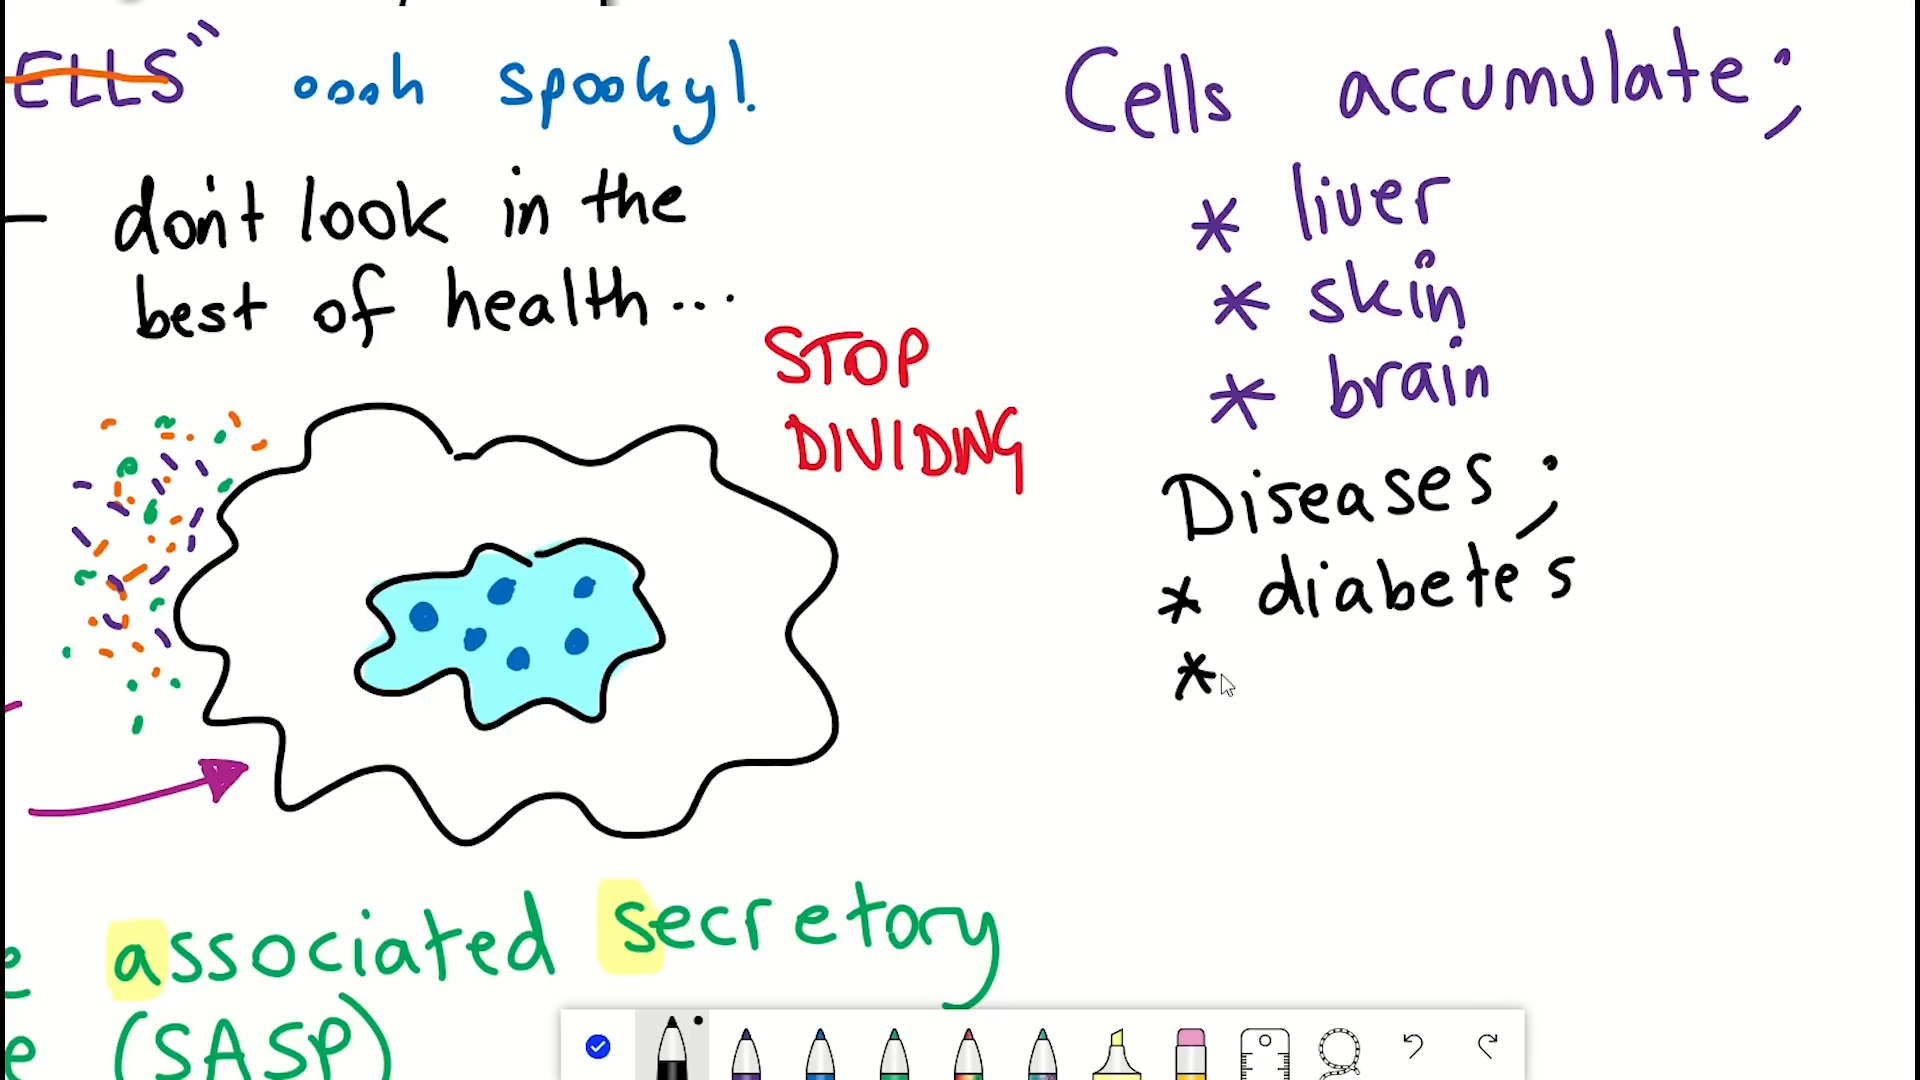 ELLS" oooh spooky!
- don't look in the
best of health...
STOP
DIVIDING
Cells accumulate;
* liver
* skin
* brain
Diseases;
* diabetes
*
e associated secretory
e (SASP)